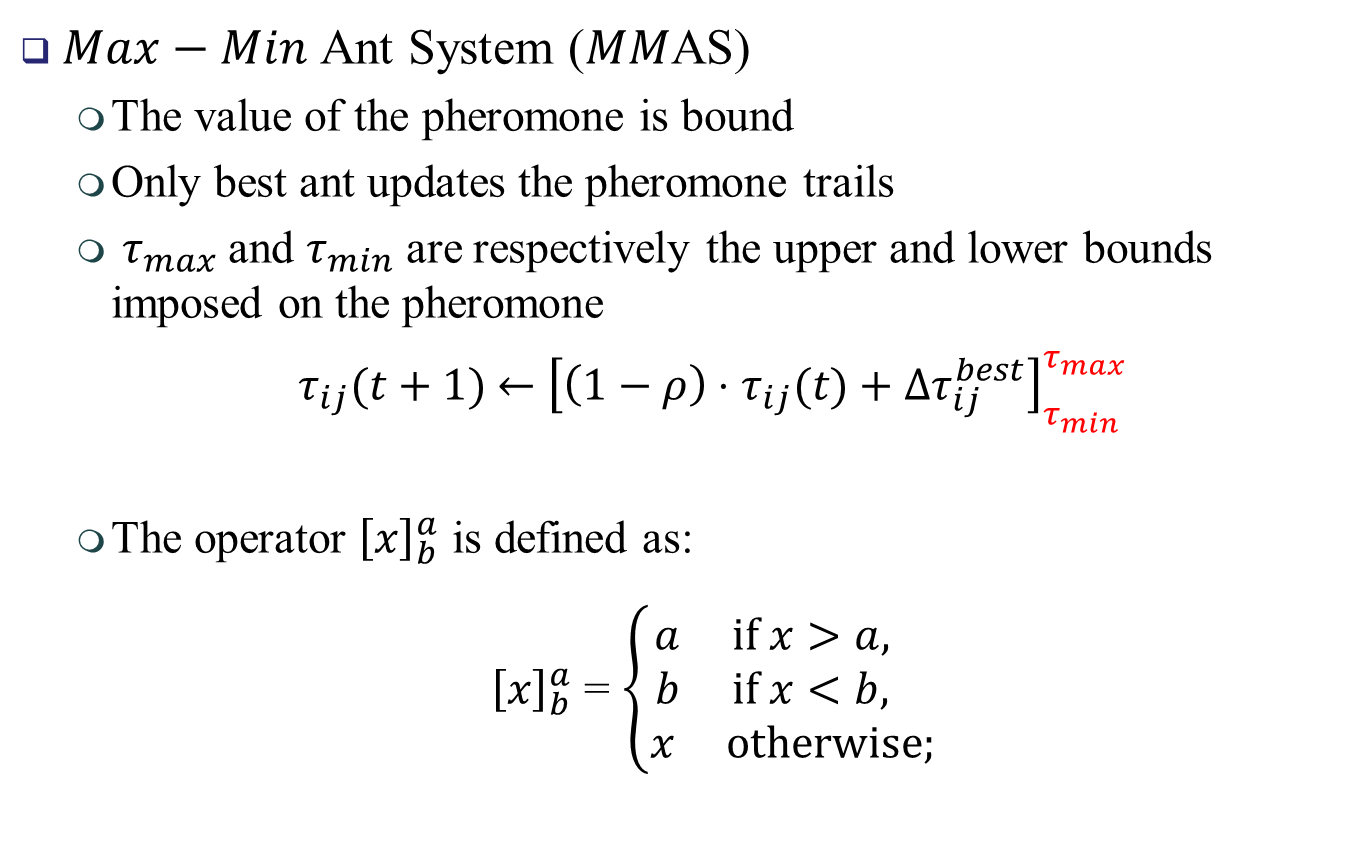 ❑ Max − Min Ant System (MMAS)
❍ The value of the pheromone is bound
❍ Only best ant updates the pheromone trails
❍ τ_max and τ_min are respectively the upper and lower bounds
imposed on the pheromone
τ_ij(t + 1) ← [(1 − ρ) · τ_ij(t) + Δτ_ij^best]_τ_min^τ_max
❍ The operator [x]_b^a is defined as:
[x]_b^a = { a if x > a,
b if x < b,
x otherwise;